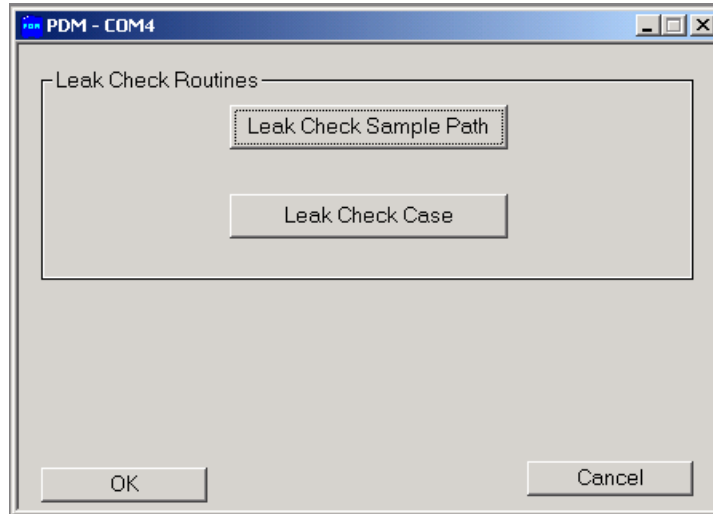 PDM - COM4
Leak Check Routines
Leak Check Sample Path
Leak Check Case
OK
Cancel